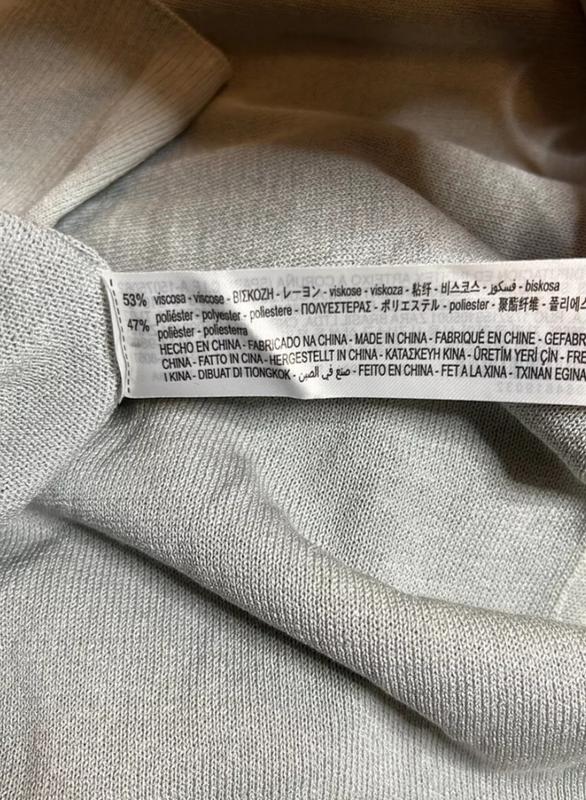 53% viscosa - viscose - ΒΙΣΚΟΖΗ - レーヨン - viskose - viskoza - 粘纤 - 비스코스 - فسكوز - biskosa
47% poliéster - polyester - poliestere - ΠΟΛΥΕΣΤΕΡΑΣ - ポリエステル - poliester - 聚酯纤维 - 폴리에스
polièster - poliesterra
HECHO EN CHINA - FABRICADO NA CHINA - MADE IN CHINA - FABRIQUÉ EN CHINE - GEFABR
CHINA - FATTO IN CINA - HERGESTELLT IN CHINA - ΚΑΤΑΣΚΕΥΗ ΚΙΝΑ - ÜRETİM YERİ ÇİN - FRE
I KINA - DIBUAT DI TIONGKOK - صنع في الصين - FEITO EN CHINA - FET A LA XINA - TXINAN EGINA